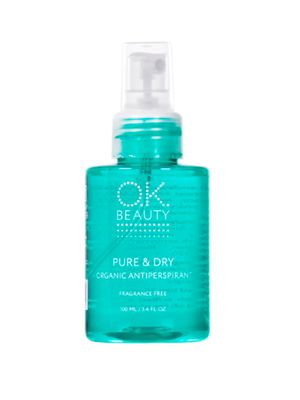 O.K.
BEAUTY
PURE & DRY
ORGANIC ANTIPERSPIRANT
FRAGRANCE FREE
100 ML / 3.4 FL OZ